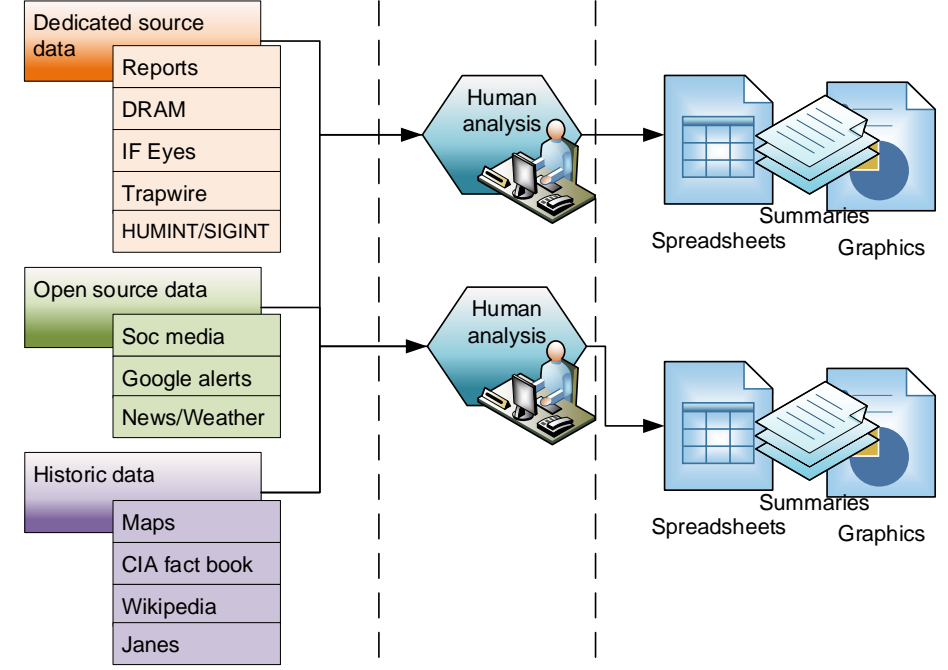 Dedicated source
data
Reports
DRAM
IF Eyes
Trapwire
HUMINT/SIGINT
Open source data
Soc media
Google alerts
News/Weather
Historic data
Maps
CIA fact book
Wikipedia
Janes
Human
analysis
Human
analysis
Summaries
Spreadsheets
Graphics
Summaries
Spreadsheets
Graphics